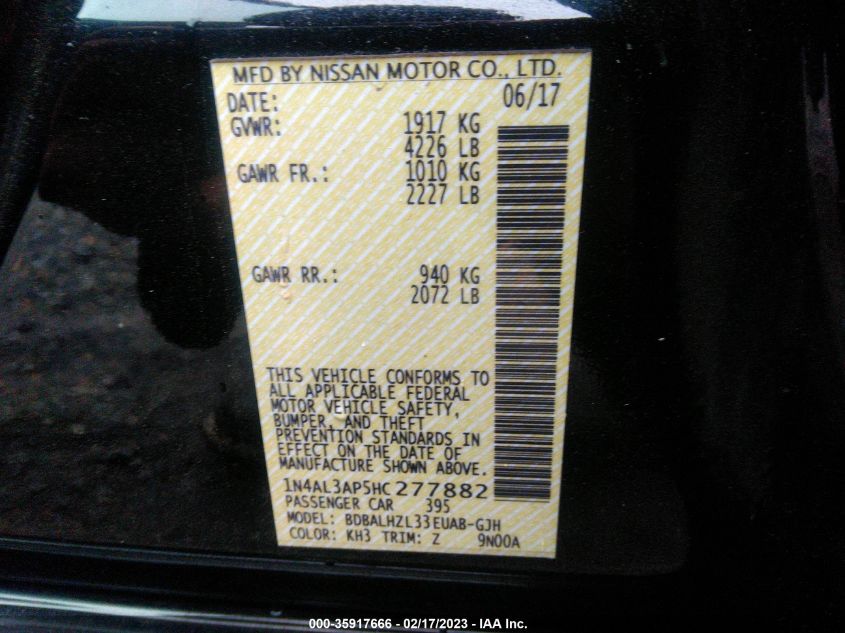 MFD BY NISSAN MOTOR CO., LTD.
DATE: 06/17
GVWR: 1917 KG
4226 LB
GAWR FR.: 1010 KG
2227 LB
GAWR RR.: 940 KG
2072 LB
THIS VEHICLE CONFORMS TO
ALL APPLICABLE FEDERAL
MOTOR VEHICLE SAFETY,
BUMPER, AND THEFT
PREVENTION STANDARDS IN
EFFECT ON THE DATE OF
MANUFACTURE SHOWN ABOVE.
1N4AL3AP5HC277882
PASSENGER CAR 395
MODEL: BDBALHZL33EUAB-GJH
COLOR: KH3 TRIM: Z 9N00A
000-35917666 - 02/17/2023 - IAA Inc.